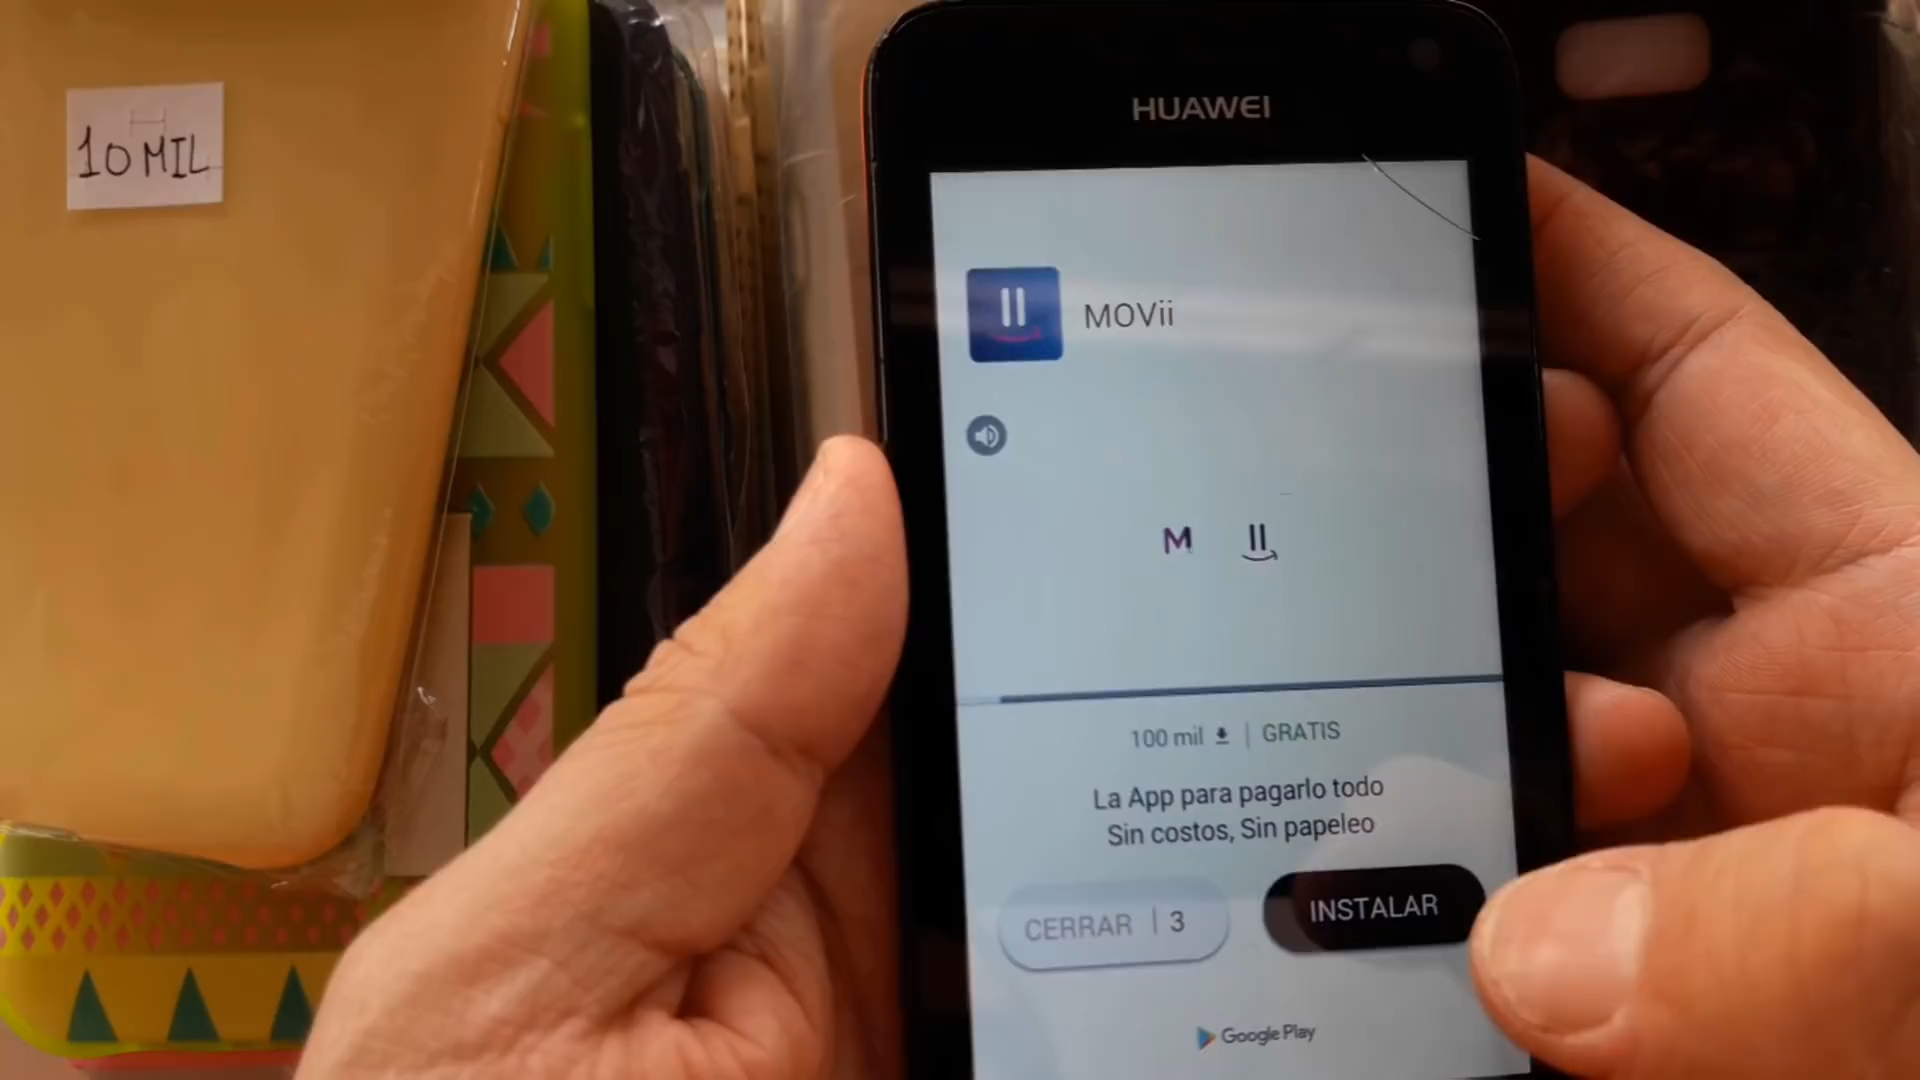 10 MIL
HUAWEI
MOVii
M II
100 mil | GRATIS
La App para pagarlo todo
Sin costos, Sin papeleo
CERRAR | 3
INSTALAR
Google Play